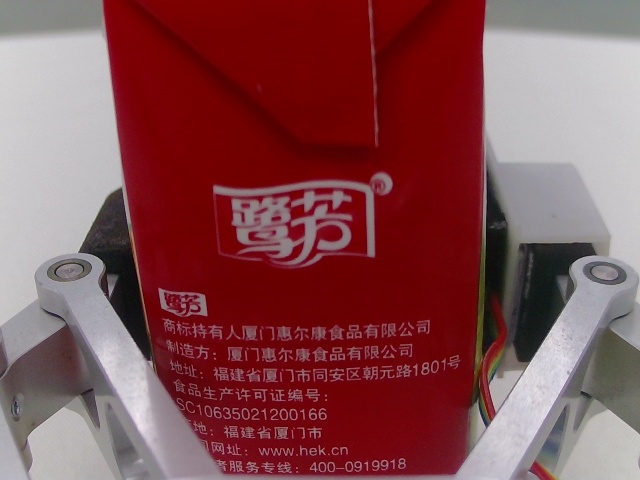 鹭芳®
鹭芳
商标持有人厦门惠尔康食品有限公司
制造方：厦门惠尔康食品有限公司
地址：福建省厦门市同安区朝元路1801号
食品生产许可证编号：
SC10635021200166
地：福建省厦门市
网址：www.hek.cn
者服务专线：400-0919918